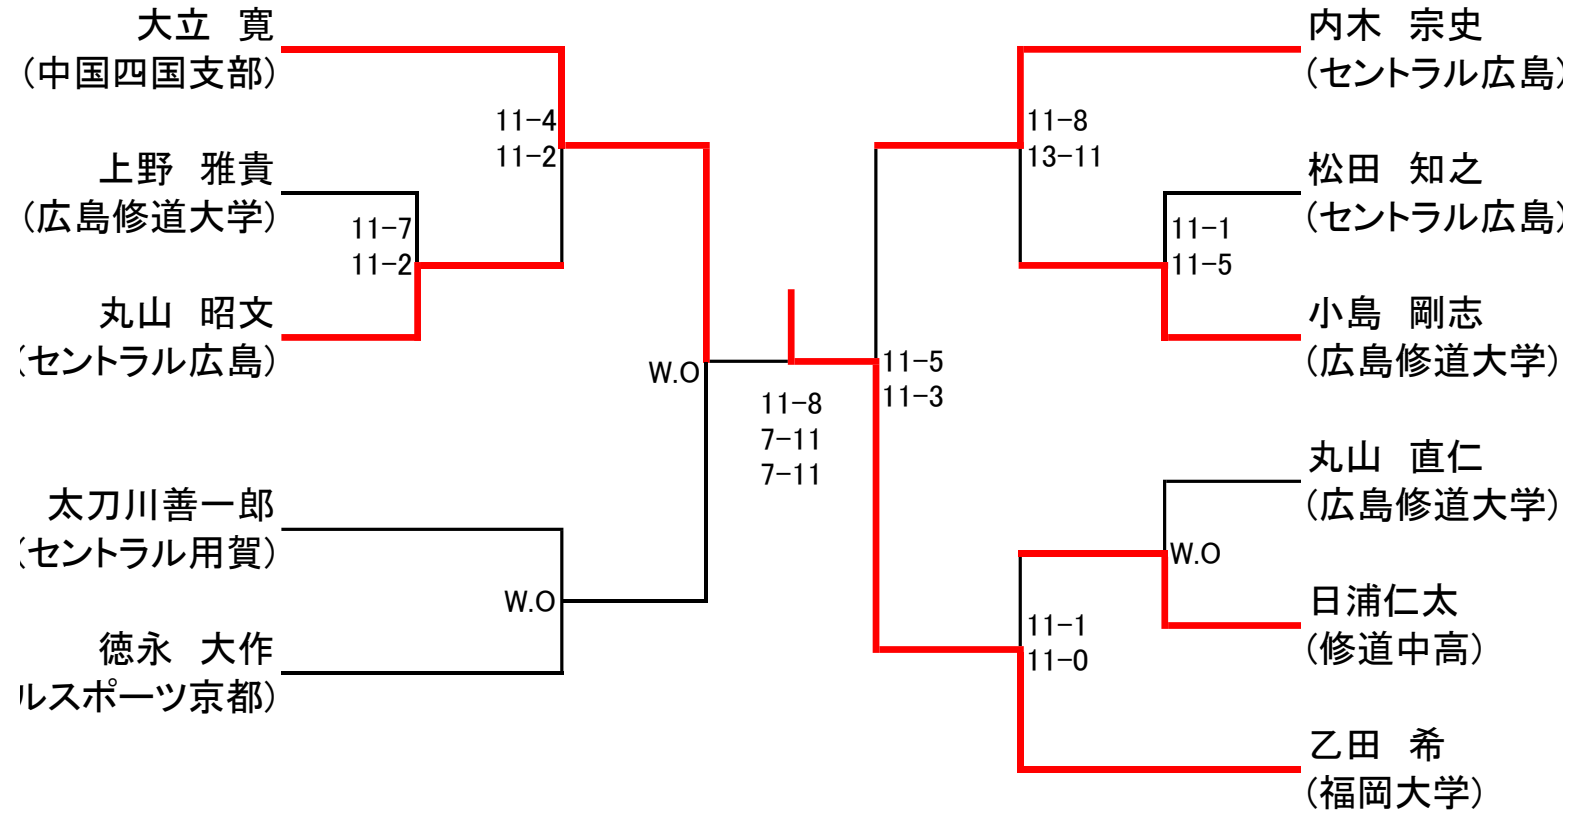 大立 寛
(中国四国支部)
上野 雅貴
(広島修道大学)
丸山 昭文
(セントラル広島)
太刀川善一郎
(セントラル用賀)
徳永 大作
ルスポーツ京都)
11-4
11-2
11-7
11-2
W.O
W.O
11-8
7-11
7-11
11-5
11-3
11-8
13-11
11-1
11-5
W.O
11-1
11-0
内木 宗史
(セントラル広島)
松田 知之
(セントラル広島)
小島 剛志
(広島修道大学)
丸山 直仁
(広島修道大学)
日浦仁太
(修道中高)
乙田 希
(福岡大学)